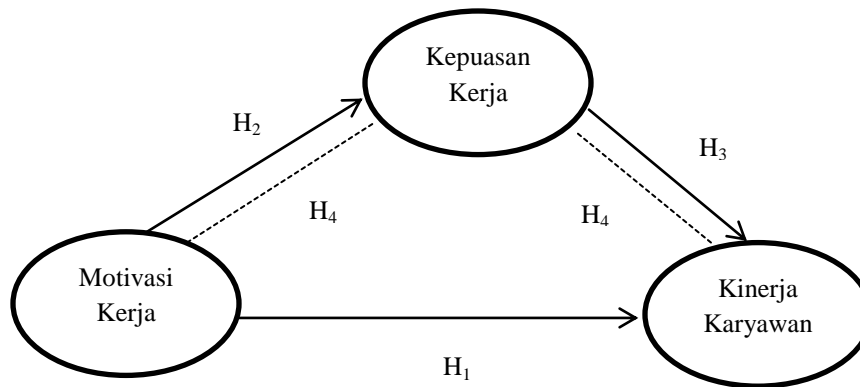 Kepuasan
Kerja
H₂
H₃
H₄
H₄
Motivasi
Kerja
Kinerja
Karyawan
H₁